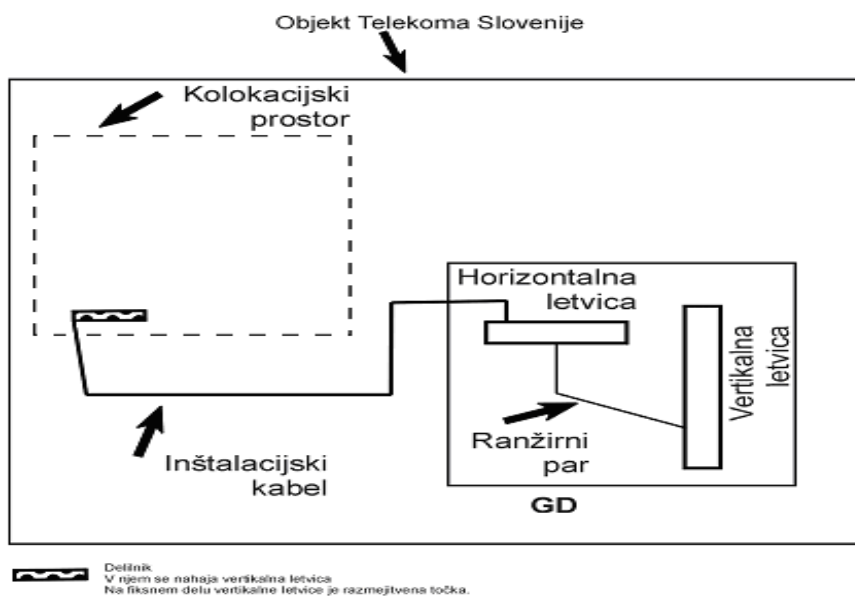 Objekt Telekoma Slovenije
Kolokacijski
prostor
Horizontalna
letvica
Vertikalna
letvica
Ranžirni
par
Inštalacijski
kabel
GD
Delilnik
V njem se nahaja vertikalna letvica
Na fiksnem delu vertikalne letvice je razmejitvena točka.